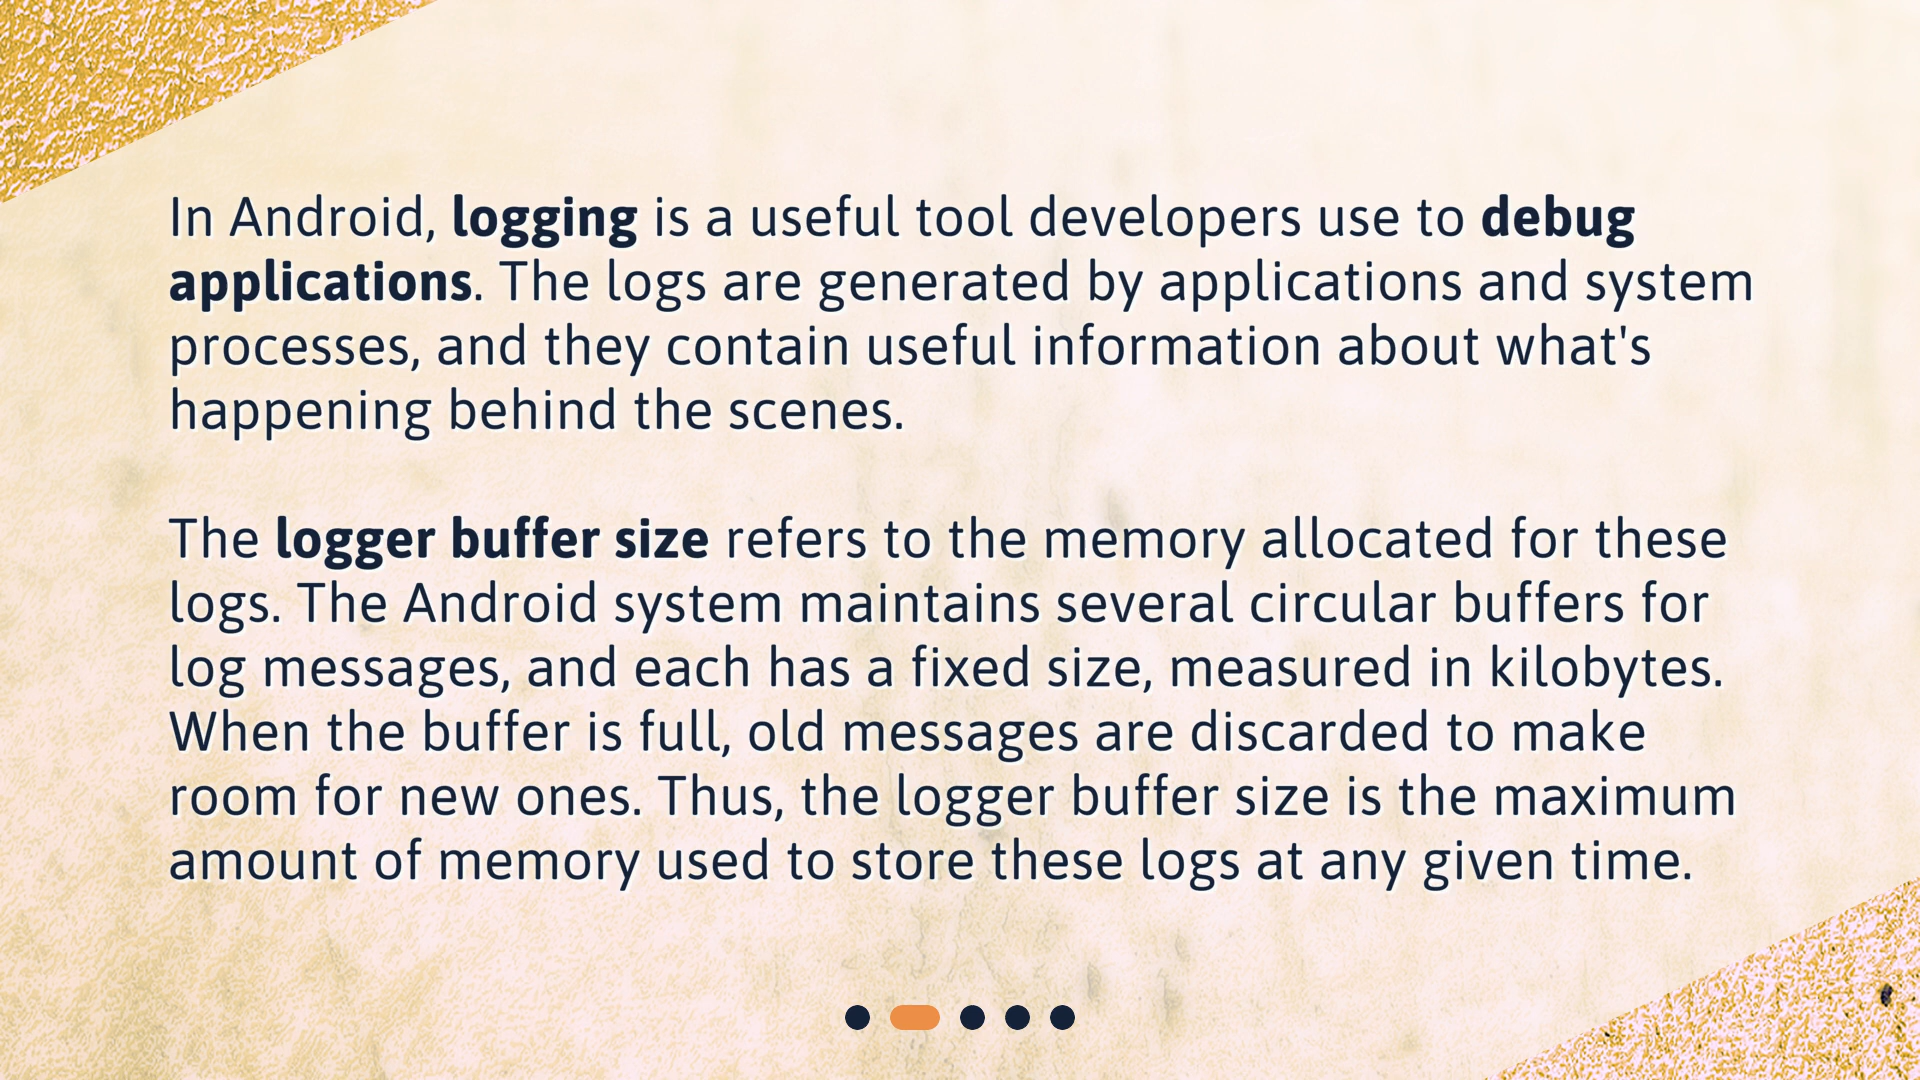 In Android, logging is a useful tool developers use to debug
applications. The logs are generated by applications and system
processes, and they contain useful information about what's
happening behind the scenes.
The logger buffer size refers to the memory allocated for these
logs. The Android system maintains several circular buffers for
log messages, and each has a fixed size, measured in kilobytes.
When the buffer is full, old messages are discarded to make
room for new ones. Thus, the logger buffer size is the maximum
amount of memory used to store these logs at any given time.